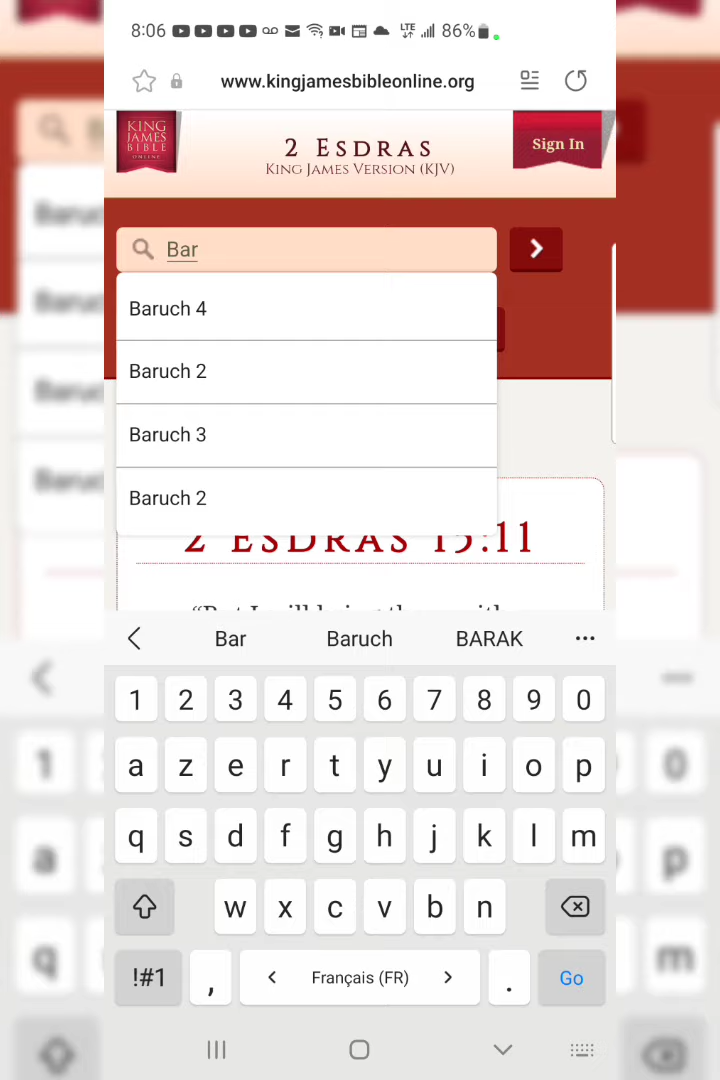 8:06 LTE 86%
www.kingjamesbibleonline.org
KING
JAMES
BIBLE
ONLINE
2 ESDRAS
KING JAMES VERSION (KJV)
Sign In
Bar
Baruch 4
Baruch 2
Baruch 3
Baruch 2
2 ESDRAS 15:11
Bar Baruch BARAK ...
1 2 3 4 5 6 7 8 9 0
a z e r t y u i o p
q s d f g h j k l m
w x c v b n
!#1 , < Français (FR) > . Go